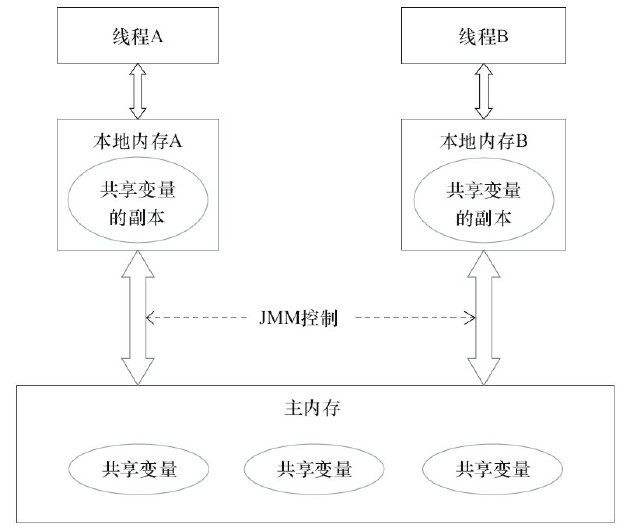 线程A
线程B
本地内存A
本地内存B
共享变量
的副本
共享变量
的副本
JMM控制
主内存
共享变量
共享变量
共享变量